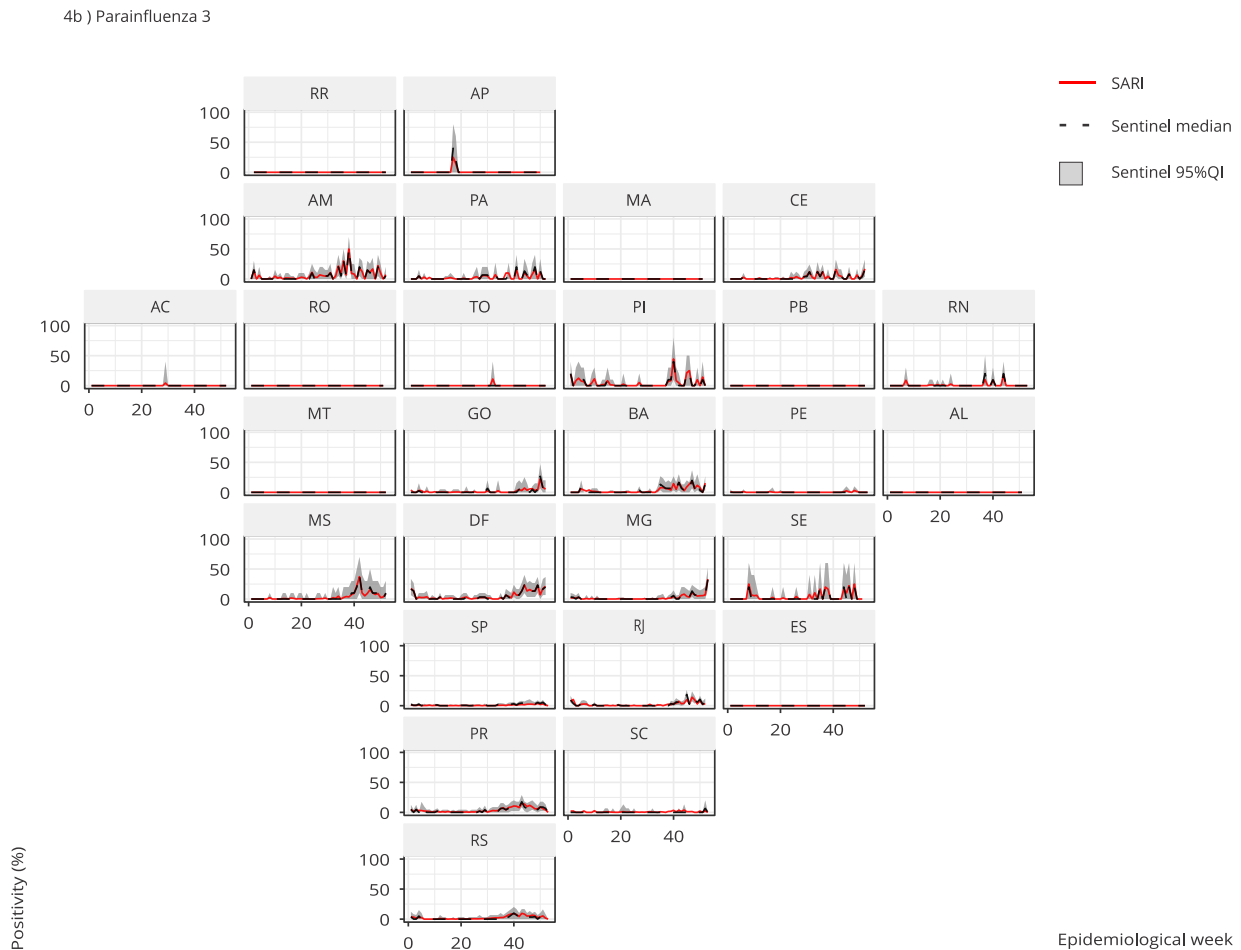 4b ) Parainfluenza 3
SARI
Sentinel median
Sentinel 95%QI
RR AP
100
50
0
AM PA MA CE
100
50
0
AC RO TO PI PB RN
100
50
0
0 20 40
MT GO BA PE AL
100
50
0
0 20 40
MS DF MG SE
100
50
0
0 20 40
SP RJ ES
100
50
0
0 20 40
PR SC
100
50
0
0 20 40
RS
100
50
0
0 20 40
Positivity (%)
Epidemiological week